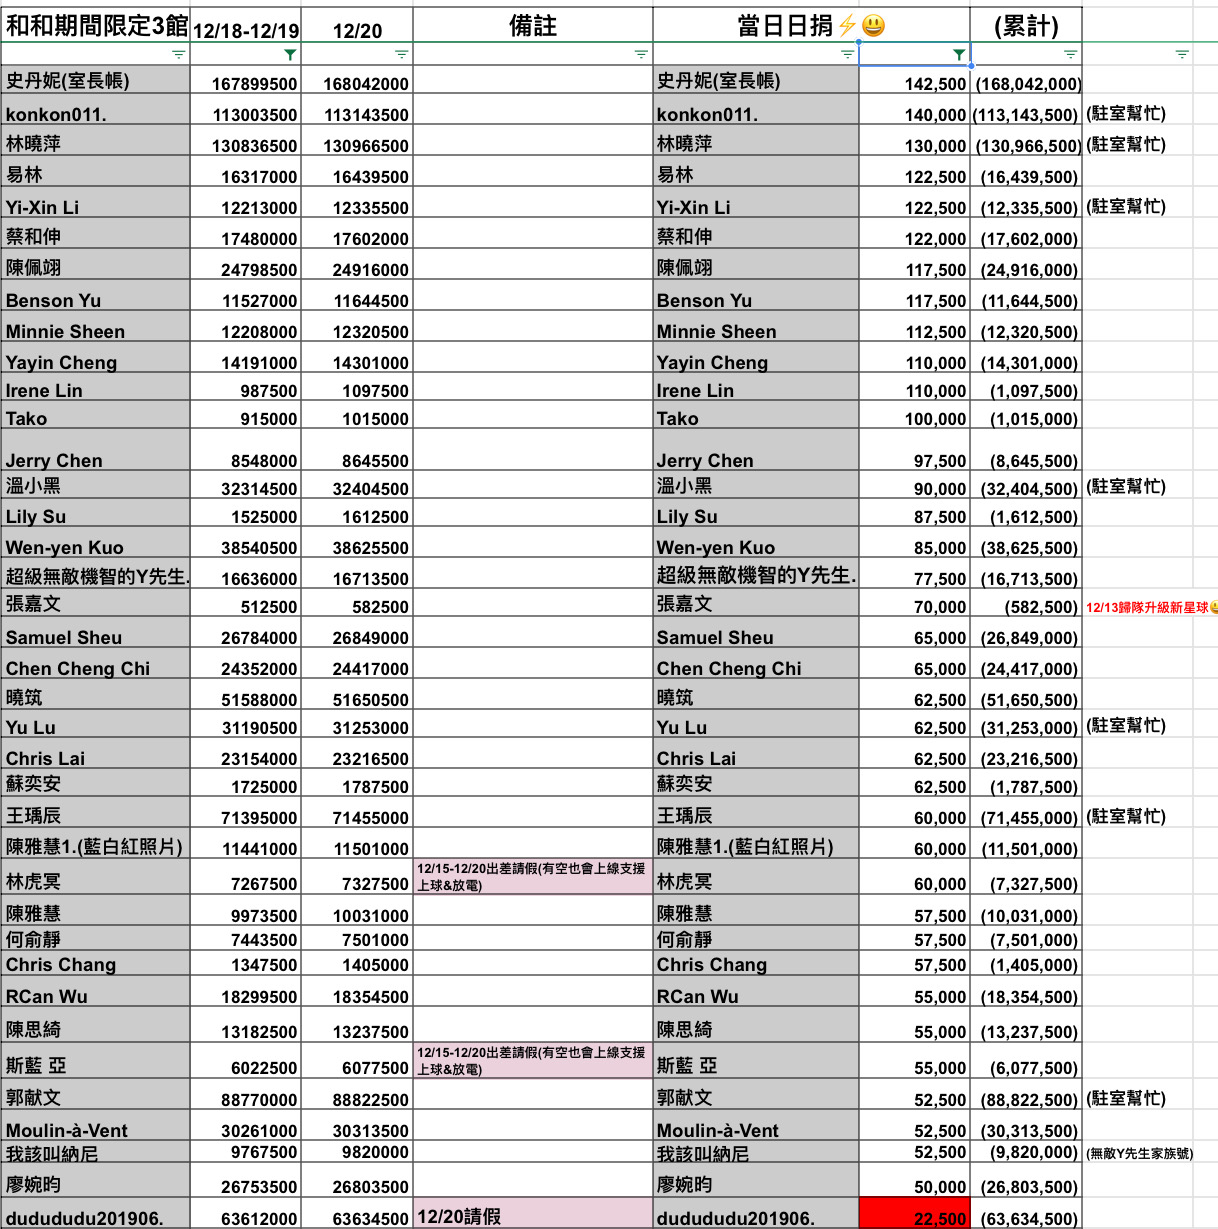 和和期間限定3館 12/18-12/19 12/20 備註 當日日捐⚡😃 (累計)
史丹妮(室長帳) 167899500 168042000 史丹妮(室長帳) 142,500 (168,042,000)
konkon011. 113003500 113143500 konkon011. 140,000 (113,143,500) (駐室幫忙)
林曉萍 130836500 130966500 林曉萍 130,000 (130,966,500) (駐室幫忙)
易林 16317000 16439500 易林 122,500 (16,439,500)
Yi-Xin Li 12213000 12335500 Yi-Xin Li 122,500 (12,335,500) (駐室幫忙)
蔡和伸 17480000 17602000 蔡和伸 122,000 (17,602,000)
陳佩翊 24798500 24916000 陳佩翊 117,500 (24,916,000)
Benson Yu 11527000 11644500 Benson Yu 117,500 (11,644,500)
Minnie Sheen 12208000 12320500 Minnie Sheen 112,500 (12,320,500)
Yayin Cheng 14191000 14301000 Yayin Cheng 110,000 (14,301,000)
Irene Lin 987500 1097500 Irene Lin 110,000 (1,097,500)
Tako 915000 1015000 Tako 100,000 (1,015,000)
Jerry Chen 8548000 8645500 Jerry Chen 97,500 (8,645,500)
溫小黑 32314500 32404500 溫小黑 90,000 (32,404,500) (駐室幫忙)
Lily Su 1525000 1612500 Lily Su 87,500 (1,612,500)
Wen-yen Kuo 38540500 38625500 Wen-yen Kuo 85,000 (38,625,500)
超級無敵機智的Y先生. 16636000 16713500 超級無敵機智的Y先生. 77,500 (16,713,500)
張嘉文 512500 582500 張嘉文 70,000 (582,500) 12/13歸隊升級新星球😃
Samuel Sheu 26784000 26849000 Samuel Sheu 65,000 (26,849,000)
Chen Cheng Chi 24352000 24417000 Chen Cheng Chi 65,000 (24,417,000)
曉筑 51588000 51650500 曉筑 62,500 (51,650,500)
Yu Lu 31190500 31253000 Yu Lu 62,500 (31,253,000) (駐室幫忙)
Chris Lai 23154000 23216500 Chris Lai 62,500 (23,216,500)
蘇奕安 1725000 1787500 蘇奕安 62,500 (1,787,500)
王瑀辰 71395000 71455000 王瑀辰 60,000 (71,455,000) (駐室幫忙)
陳雅慧1.(藍白紅照片) 11441000 11501000 陳雅慧1.(藍白紅照片) 60,000 (11,501,000)
12/15-12/20出差請假(有空也會上線支援
林虎冥 7267500 7327500 上球&放電) 林虎冥 60,000 (7,327,500)
陳雅慧 9973500 10031000 陳雅慧 57,500 (10,031,000)
何俞靜 7443500 7501000 何俞靜 57,500 (7,501,000)
Chris Chang 1347500 1405000 Chris Chang 57,500 (1,405,000)
RCan Wu 18299500 18354500 RCan Wu 55,000 (18,354,500)
陳思綺 13182500 13237500 陳思綺 55,000 (13,237,500)
12/15-12/20出差請假(有空也會上線支援
斯藍 亞 6022500 6077500 上球&放電) 斯藍 亞 55,000 (6,077,500)
郭献文 88770000 88822500 郭献文 52,500 (88,822,500) (駐室幫忙)
Moulin-à-Vent 30261000 30313500 Moulin-à-Vent 52,500 (30,313,500)
我該叫納尼 9767500 9820000 我該叫納尼 52,500 (9,820,000) (無敵Y先生家族號)
廖婉昀 26753500 26803500 廖婉昀 50,000 (26,803,500)
dudududu201906. 63612000 63634500 12/20請假 dudududu201906. 22,500 (63,634,500)